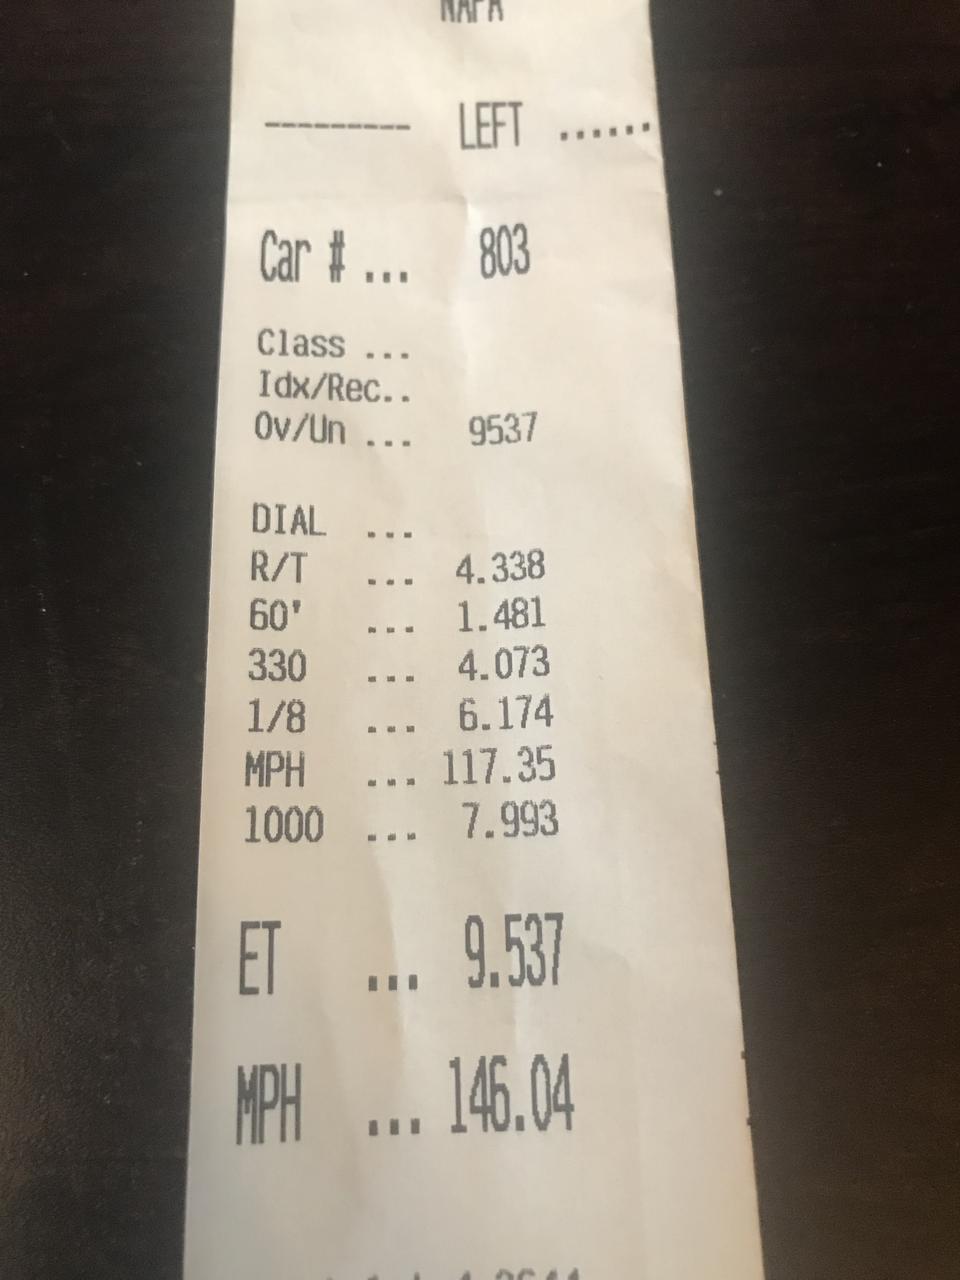 NAPA
--------- LEFT ......
Car # ... 803
Class ...
Idx/Rec..
Ov/Un ... 9537
DIAL ...
R/T ... 4.338
60' ... 1.481
330 ... 4.073
1/8 ... 6.174
MPH ... 117.35
1000 ... 7.993
ET ... 9.537
MPH ... 146.04